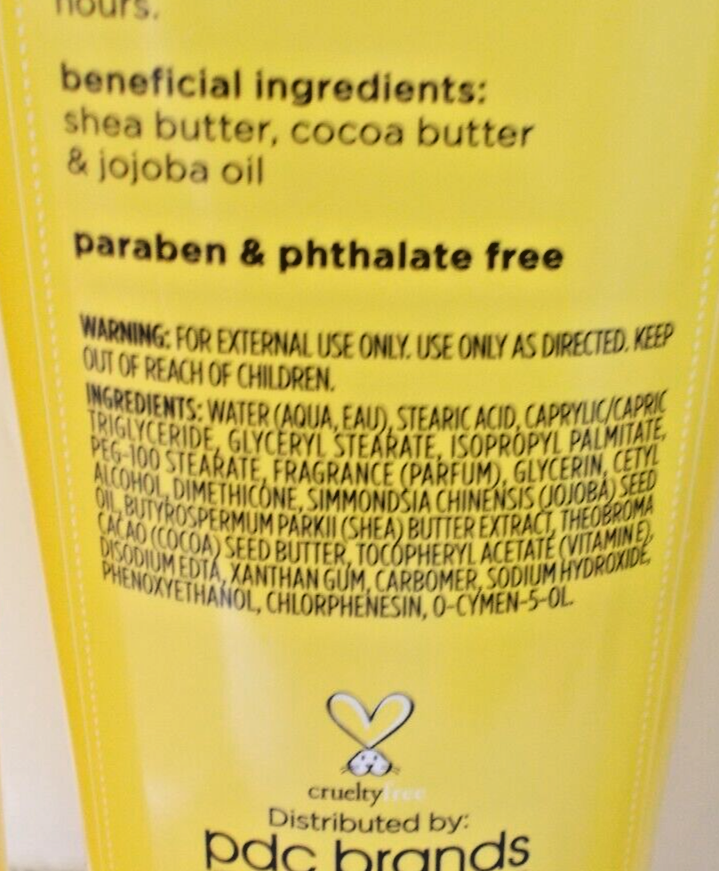 hours.
beneficial ingredients:
shea butter, cocoa butter
& jojoba oil
paraben & phthalate free
WARNING: FOR EXTERNAL USE ONLY. USE ONLY AS DIRECTED. KEEP
OUT OF REACH OF CHILDREN.
INGREDIENTS: WATER (AQUA, EAU), STEARIC ACID, CAPRYLIC/CAPRIC
TRIGLYCERIDE, GLYCERYL STEARATE, ISOPROPYL PALMITATE,
PEG-100 STEARATE, FRAGRANCE (PARFUM), GLYCERIN, CETYL
ALCOHOL, DIMETHICONE, SIMMONDSIA CHINENSIS (JOJOBA) SEED
OIL, BUTYROSPERMUM PARKII (SHEA) BUTTER EXTRACT, THEOBROMA
CACAO (COCOA) SEED BUTTER, TOCOPHERYL ACETATE (VITAMIN E),
DISODIUM EDTA, XANTHAN GUM, CARBOMER, SODIUM HYDROXIDE,
PHENOXYETHANOL, CHLORPHENESIN, O-CYMEN-5-OL.
crueltyfree
Distributed by:
pdc brands